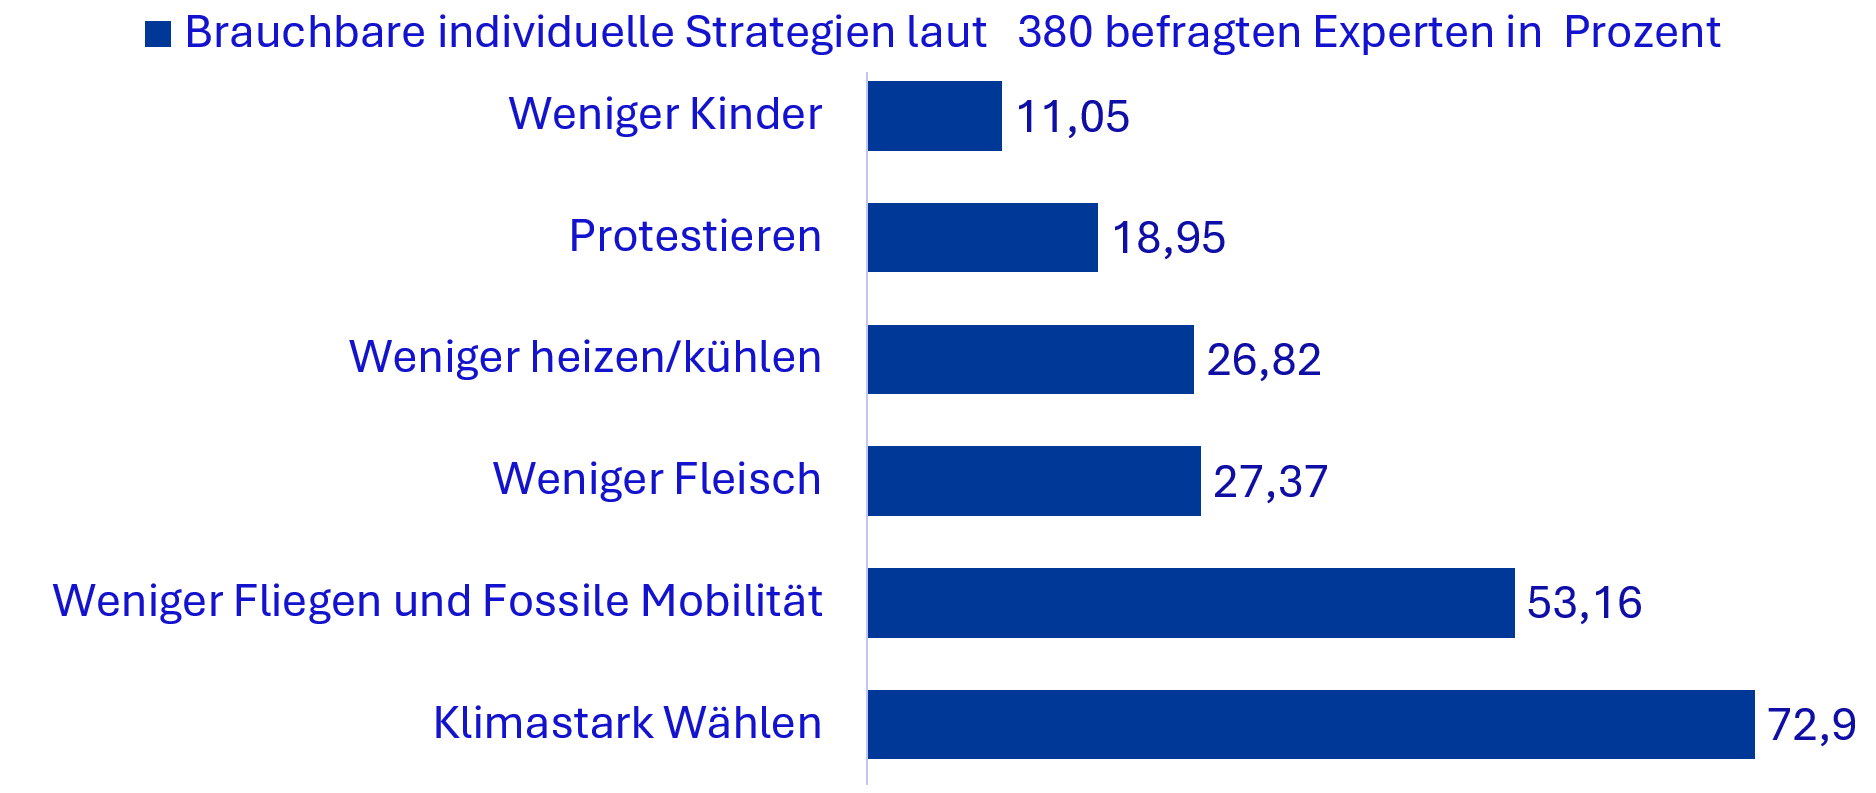 Brauchbare individuelle Strategien laut 380 befragten Experten in Prozent
Weniger Kinder 11,05
Protestieren 18,95
Weniger heizen/kühlen 26,82
Weniger Fleisch 27,37
Weniger Fliegen und Fossile Mobilität 53,16
Klimastark Wählen 72,9